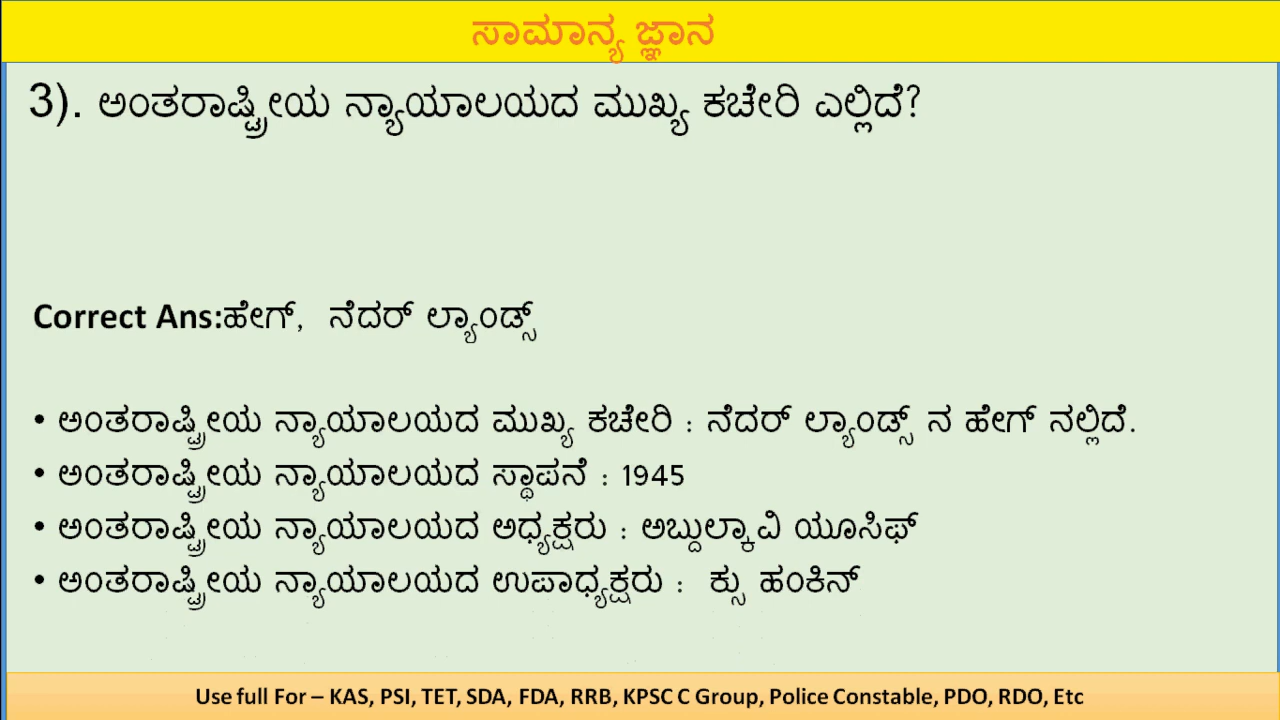 ಸಾಮಾನ್ಯ ಜ್ಞಾನ
3). ಅಂತರಾಷ್ಟ್ರೀಯ ನ್ಯಾಯಾಲಯದ ಮುಖ್ಯ ಕಚೇರಿ ಎಲ್ಲಿದೆ?
Correct Ans:ಹೇಗ್, ನೆದರ್ ಲ್ಯಾಂಡ್ಸ್
• ಅಂತರಾಷ್ಟ್ರೀಯ ನ್ಯಾಯಾಲಯದ ಮುಖ್ಯ ಕಚೇರಿ : ನೆದರ್ ಲ್ಯಾಂಡ್ಸ್ ನ ಹೇಗ್ ನಲ್ಲಿದೆ.
• ಅಂತರಾಷ್ಟ್ರೀಯ ನ್ಯಾಯಾಲಯದ ಸ್ಥಾಪನೆ : 1945
• ಅಂತರಾಷ್ಟ್ರೀಯ ನ್ಯಾಯಾಲಯದ ಅಧ್ಯಕ್ಷರು : ಅಬ್ದುಲ್ಕಾವಿ ಯೂಸಿಫ್
• ಅಂತರಾಷ್ಟ್ರೀಯ ನ್ಯಾಯಾಲಯದ ಉಪಾಧ್ಯಕ್ಷರು : ಕ್ಸು ಹಂಕಿನ್
Use full For – KAS, PSI, TET, SDA, FDA, RRB, KPSC C Group, Police Constable, PDO, RDO, Etc